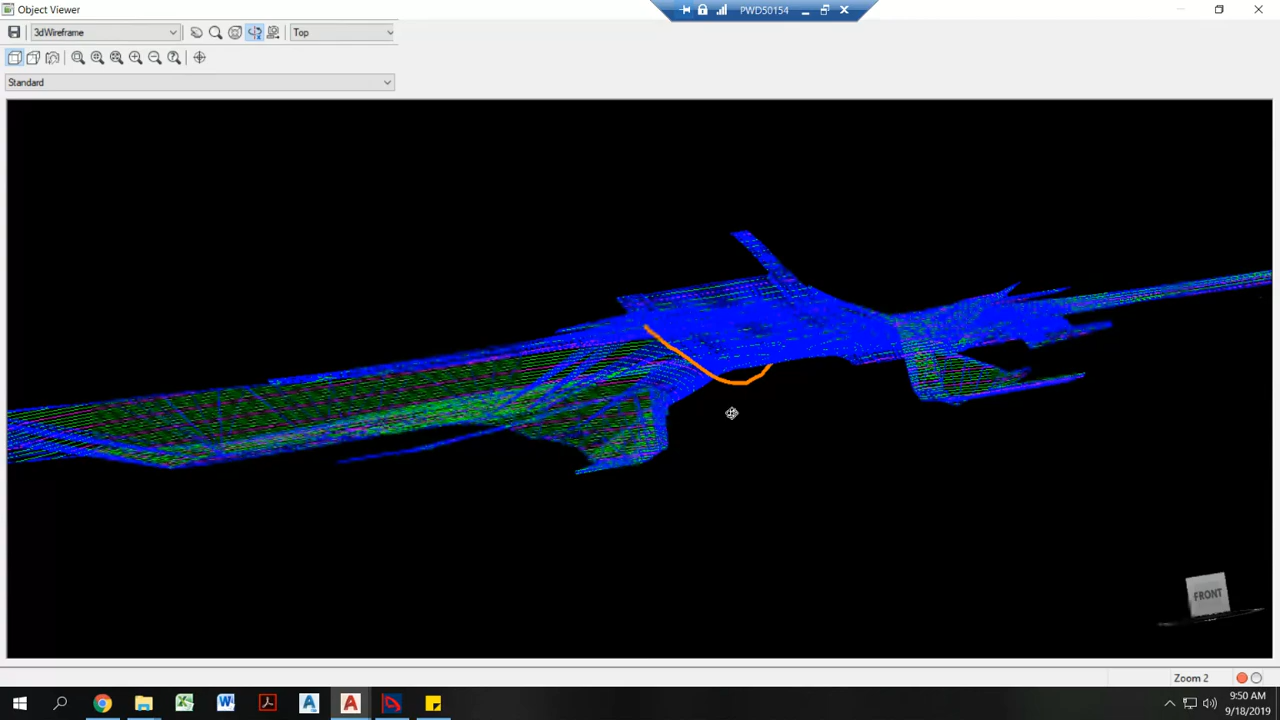 Object Viewer
PWD50154
3dWireframe
Top
Standard
FRONT
Zoom 2
9:50 AM
9/18/2019